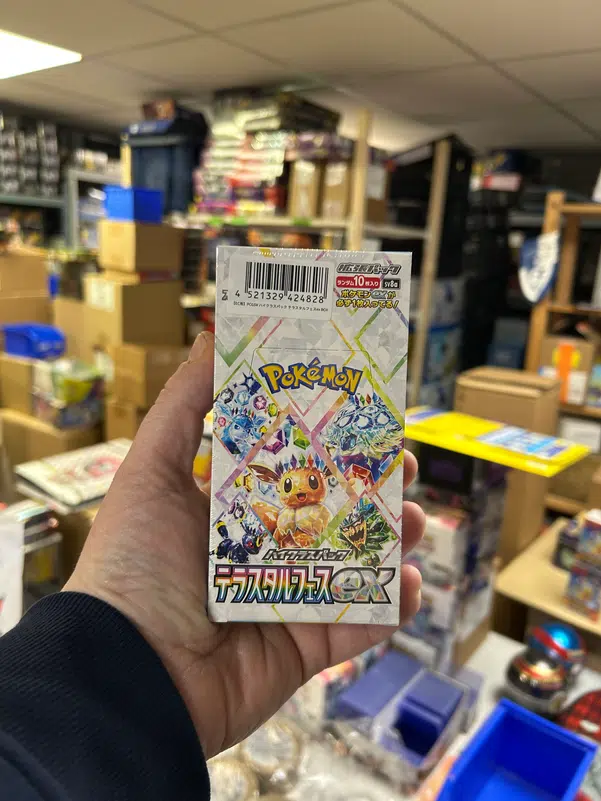 4 521329 424828
ハイクラスパック
ランダム10枚入り SV8a
ポケモンexが
必ず1枚入ってる!
POKéMON
ハイクラスパック
テラスタルフェスex